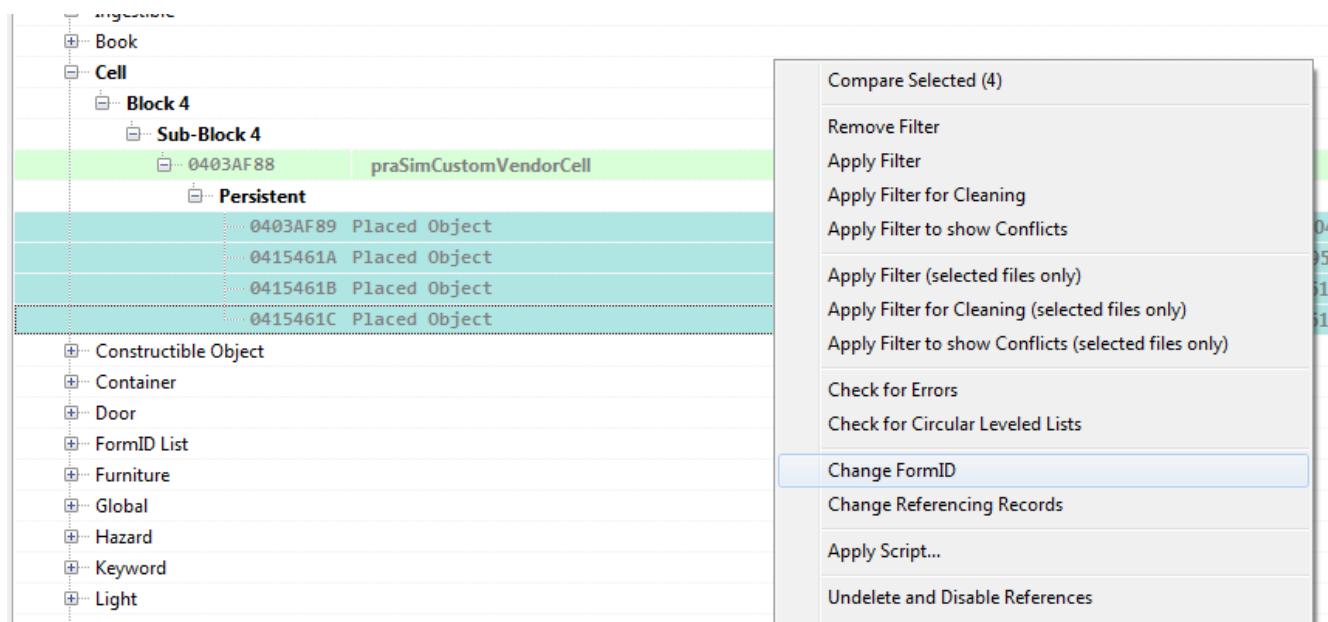 Ingestible
Book
Cell
Block 4
Sub-Block 4
0403AF88 praSimCustomVendorCell
Persistent
0403AF89 Placed Object
0415461A Placed Object
0415461B Placed Object
0415461C Placed Object
Constructible Object
Container
Door
FormID List
Furniture
Global
Hazard
Keyword
Light
Compare Selected (4)
Remove Filter
Apply Filter
Apply Filter for Cleaning
Apply Filter to show Conflicts
Apply Filter (selected files only)
Apply Filter for Cleaning (selected files only)
Apply Filter to show Conflicts (selected files only)
Check for Errors
Check for Circular Leveled Lists
Change FormID
Change Referencing Records
Apply Script...
Undelete and Disable References